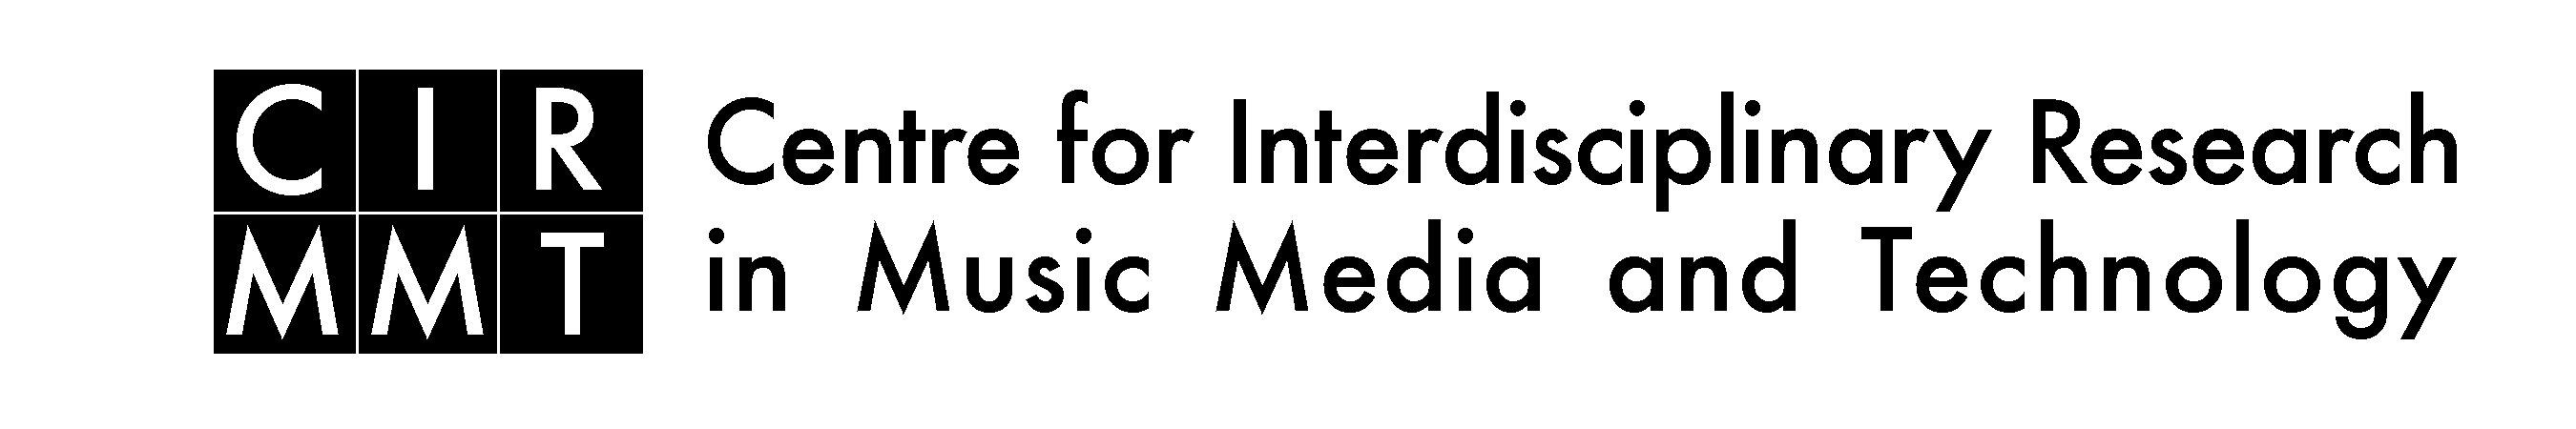 CIR
MMT
Centre for Interdisciplinary Research
in Music Media and Technology